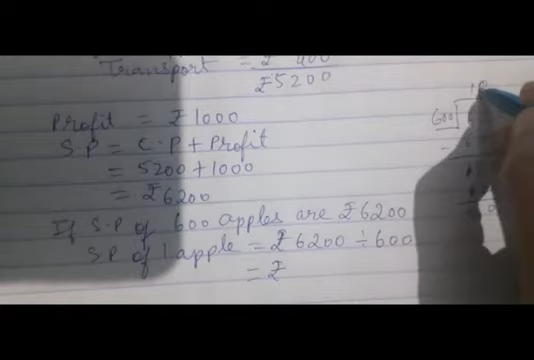 Transport = ₹ 400
₹5200
Profit = ₹1000
S.P = C.P + Profit
= 5200 + 1000
= ₹6200
If S.P of 600 apples are ₹6200
S.P of 1 apple = ₹6200 ÷ 600
= ₹
600